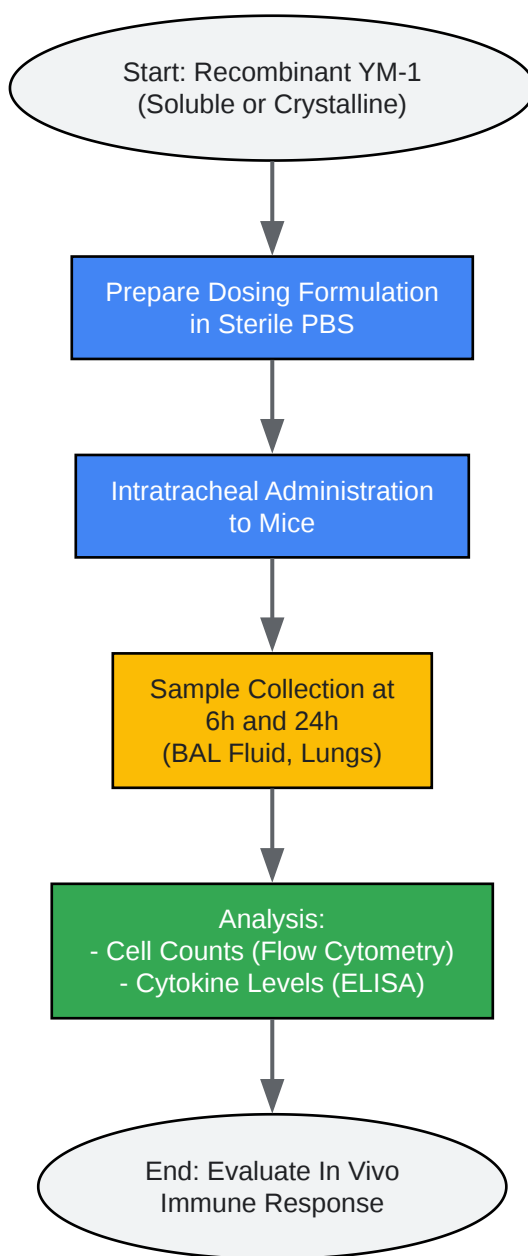 Start: Recombinant YM-1
(Soluble or Crystalline)
Prepare Dosing Formulation
in Sterile PBS
Intratracheal Administration
to Mice
Sample Collection at
6h and 24h
(BAL Fluid, Lungs)
Analysis:
- Cell Counts (Flow Cytometry)
- Cytokine Levels (ELISA)
End: Evaluate In Vivo
Immune Response